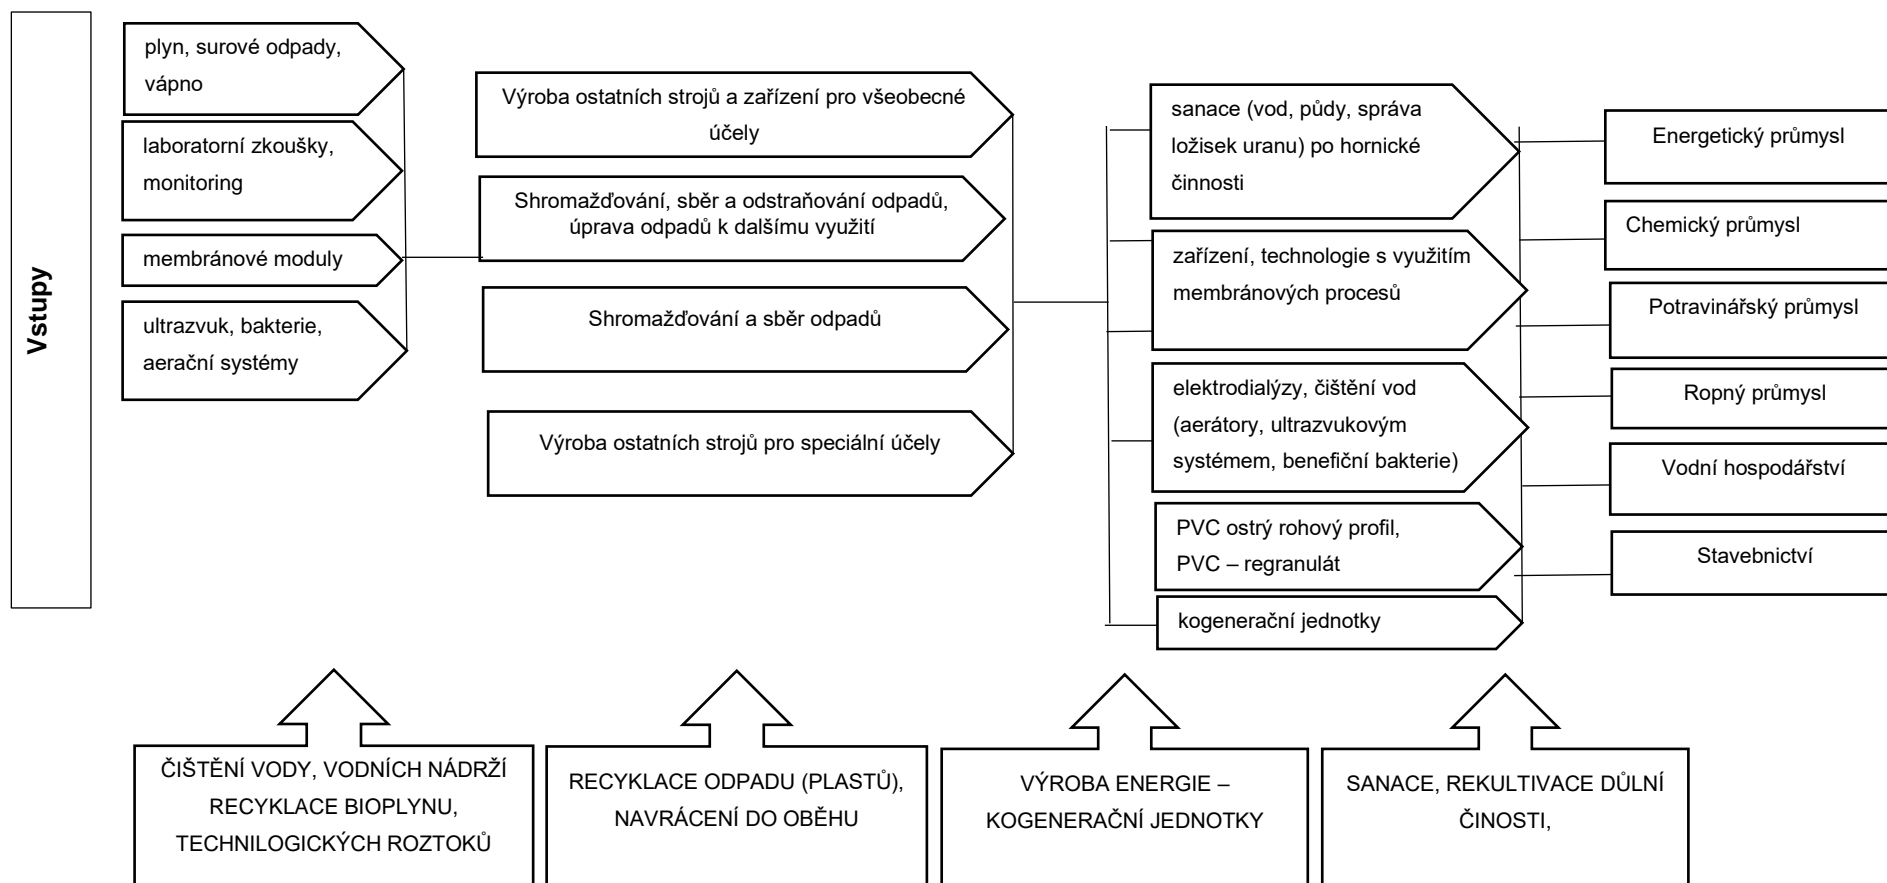 Vstupy
plyn, surové odpady,
vápno
laboratorní zkoušky,
monitoring
membránové moduly
ultrazvuk, bakterie,
aerační systémy
Výroba ostatních strojů a zařízení pro všeobecné
účely
Shromažďování, sběr a odstraňování odpadů,
úprava odpadů k dalšímu využití
Shromažďování a sběr odpadů
Výroba ostatních strojů pro speciální účely
sanace (vod, půdy, správa
ložisek uranu) po hornické
činnosti
zařízení, technologie s využitím
membránových procesů
elektrodialýzy, čištění vod
(aerátory, ultrazvukovým
systémem, benefiční bakterie)
PVC ostrý rohový profil,
PVC – regranulát
kogenerační jednotky
Energetický průmysl
Chemický průmysl
Potravinářský průmysl
Ropný průmysl
Vodní hospodářství
Stavebnictví
ČIŠTĚNÍ VODY, VODNÍCH NÁDRŽÍ
RECYKLACE BIOPLYNU,
TECHNILOGICKÝCH ROZTOKŮ
RECYKLACE ODPADU (PLASTŮ),
NAVRÁCENÍ DO OBĚHU
VÝROBA ENERGIE –
KOGENERAČNÍ JEDNOTKY
SANACE, REKULTIVACE DŮLNÍ
ČINOSTI,